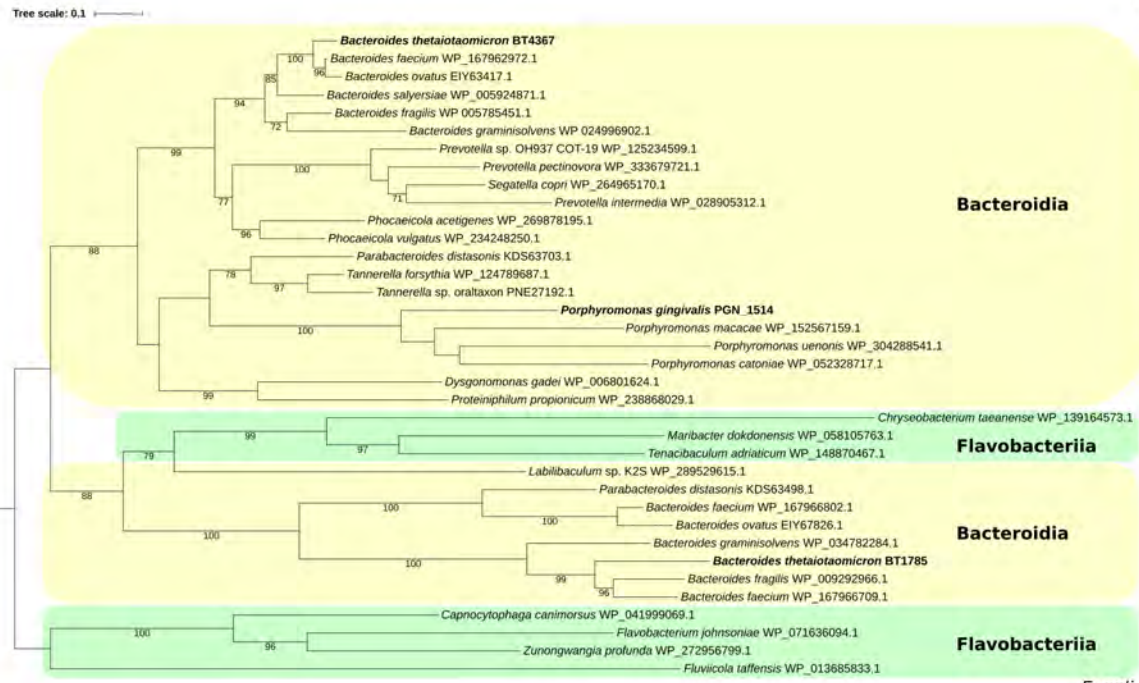 Tree scale: 0.1
Bacteroides thetaiotaomicron BT4367
100
Bacteroides faecium WP_167962972.1
96
85
Bacteroides ovatus EIY63417.1
Bacteroides salyersiae WP_005924871.1
94
Bacteroides fragilis WP 005785451.1
72
Bacteroides graminisolvens WP 024996902.1
99
Prevotella sp. OH937 COT-19 WP_125234599.1
100
Prevotella pectinovora WP_333679721.1
Segatella copri WP_264965170.1
71
77
Prevotella intermedia WP_028905312.1
Bacteroidia
Phocaeicola acetigenes WP_269878195.1
96
Phocaeicola vulgatus WP_234248250.1
88
Parabacteroides distasonis KDS63703.1
78
Tannerella forsythia WP_124789687.1
97
Tannerella sp. oraltaxon PNE27192.1
Porphyromonas gingivalis PGN_1514
100
Porphyromonas macacae WP_152567159.1
Porphyromonas uenonis WP_304288541.1
Porphyromonas catoniae WP_052328717.1
Dysgonomonas gadei WP_006801624.1
99
Proteiniphilum propionicum WP_238868029.1
Chryseobacterium taeanense WP_139164573.1
99
Maribacter dokdonensis WP_058105763.1
97
Flavobacteriia
79
Tenacibaculum adriaticum WP_148870467.1
Labilibaculum sp. K2S WP_289529615.1
88
Parabacteroides distasonis KDS63498.1
100
Bacteroides faecium WP_167966802.1
100
Bacteroides ovatus EIY67826.1
100
Bacteroidia
Bacteroides graminisolvens WP_034782284.1
100
Bacteroides thetaiotaomicron BT1785
99
Bacteroides fragilis WP_009292966.1
96
Bacteroides faecium WP_167966709.1
Capnocytophaga canimorsus WP_041999069.1
100
Flavobacterium johnsoniae WP_071636094.1
96
Flavobacteriia
Zunongwangia profunda WP_272956799.1
Fluviicola taffensis WP_013685833.1